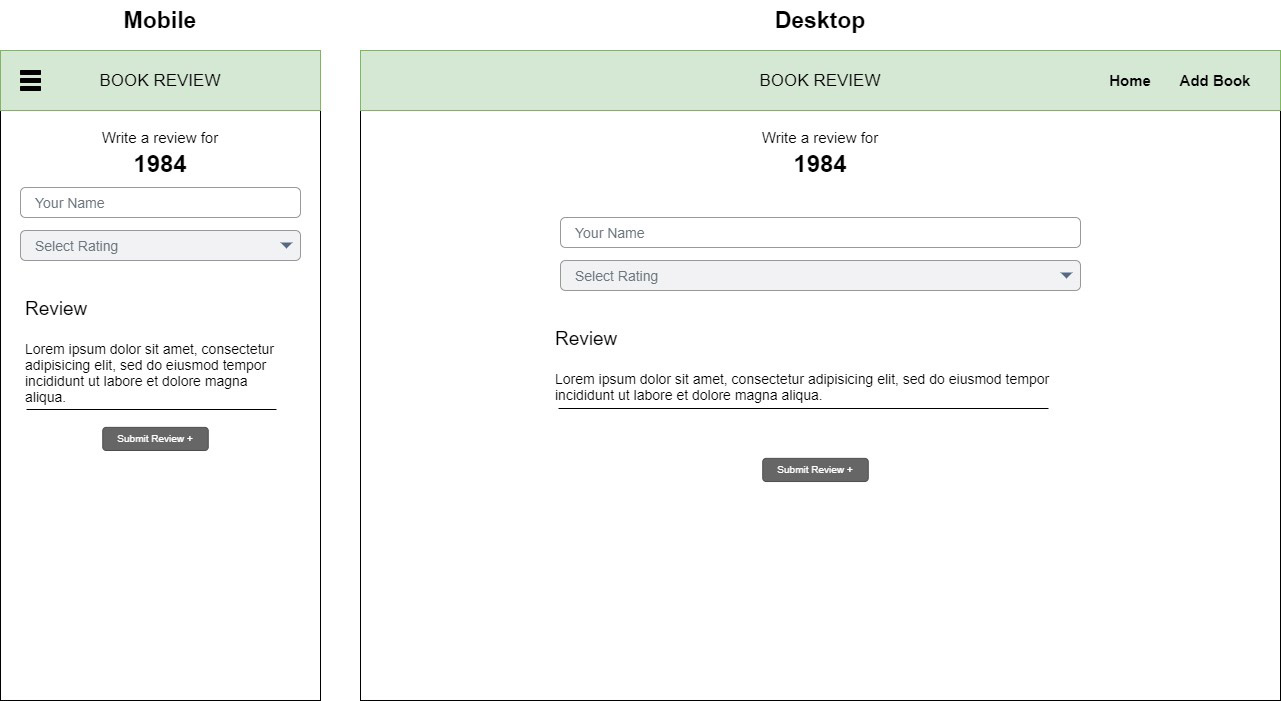 Mobile
BOOK REVIEW
Write a review for
1984
Your Name
Select Rating
Review
Lorem ipsum dolor sit amet, consectetur
adipisicing elit, sed do eiusmod tempor
incididunt ut labore et dolore magna
aliqua.
Submit Review +
Desktop
BOOK REVIEW
Home
Add Book
Write a review for
1984
Your Name
Select Rating
Review
Lorem ipsum dolor sit amet, consectetur adipisicing elit, sed do eiusmod tempor
incididunt ut labore et dolore magna aliqua.
Submit Review +